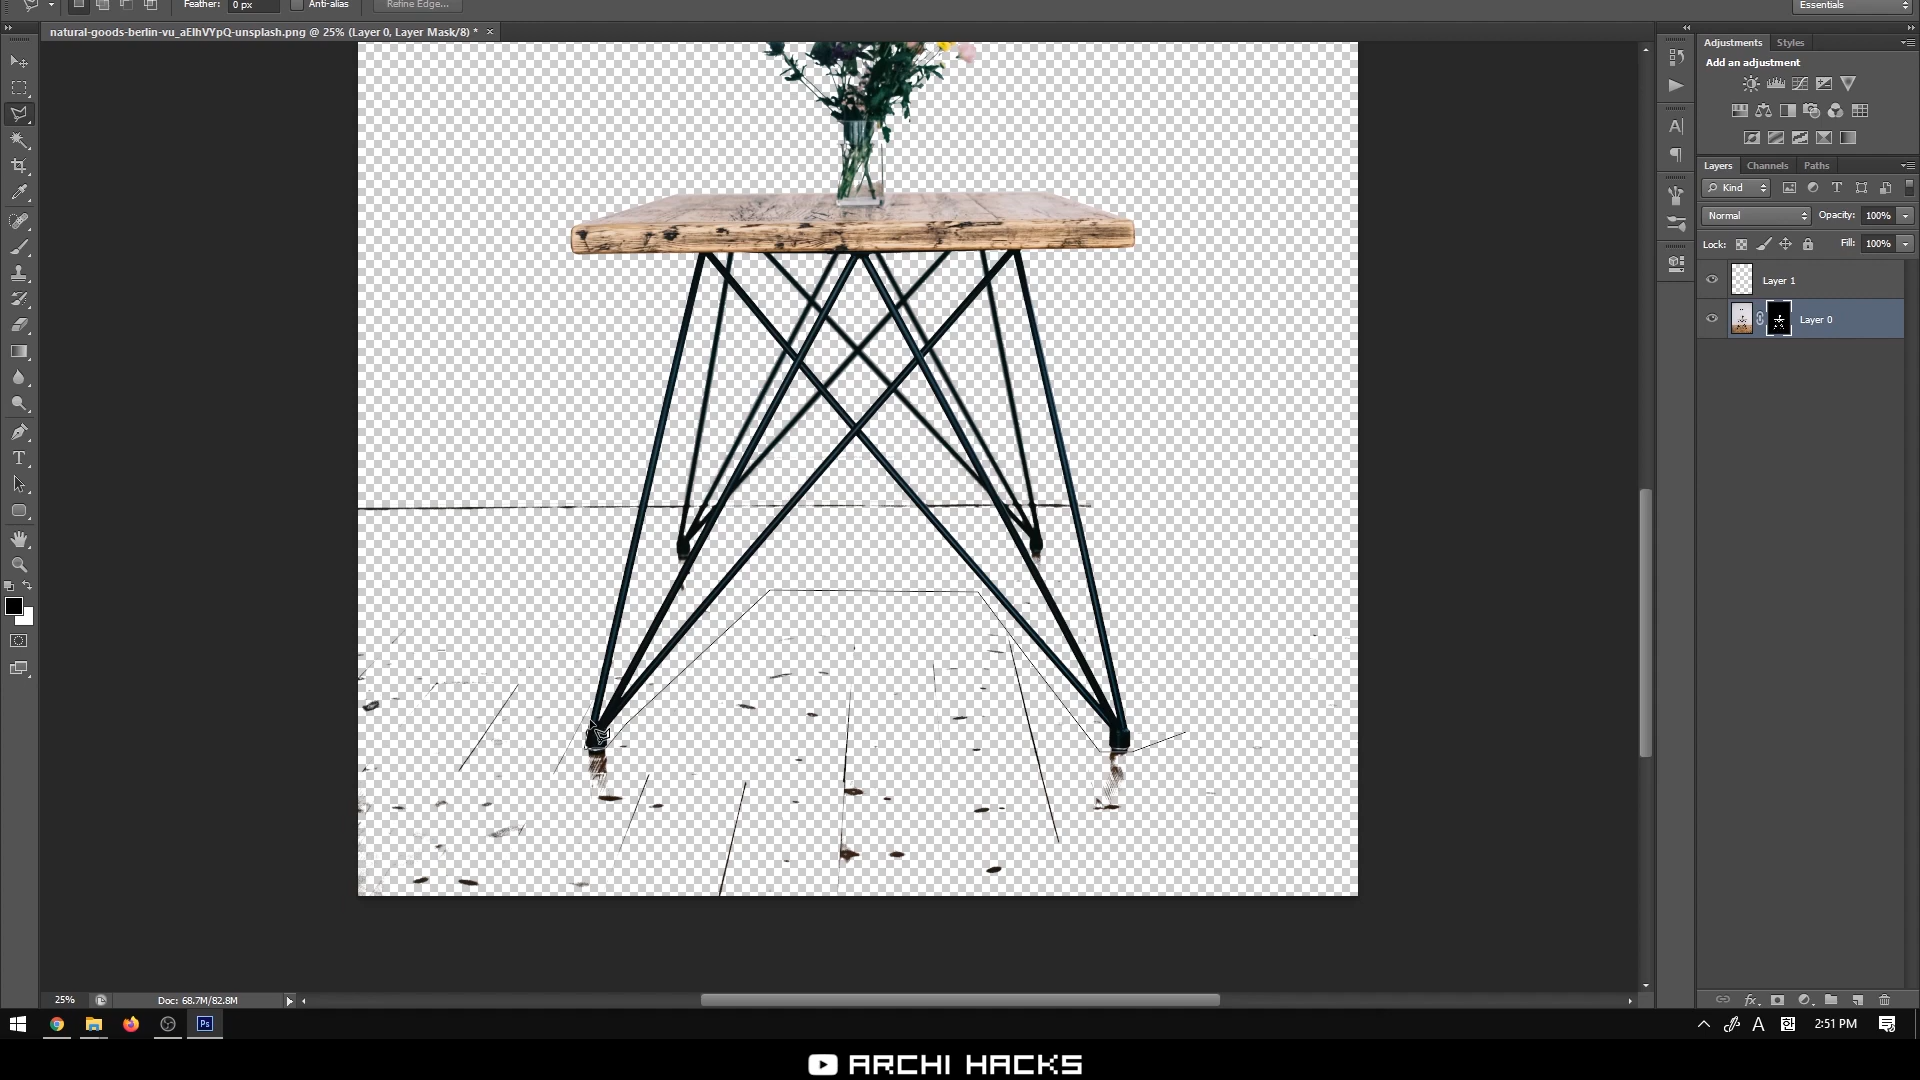 Feather: 0 px Anti-alias Refine Edge... Essentials
natural-goods-berlin-vu_aElhVYpQ-unsplash.png @ 25% (Layer 0, Layer Mask/8) * ×
Adjustments Styles
Add an adjustment
Layers Channels Paths
Kind
Normal Opacity: 100%
Lock: Fill: 100%
Layer 1
Layer 0
25% Doc: 68.7M/82.8M
Ps A 2:51 PM
ARCHI HACKS